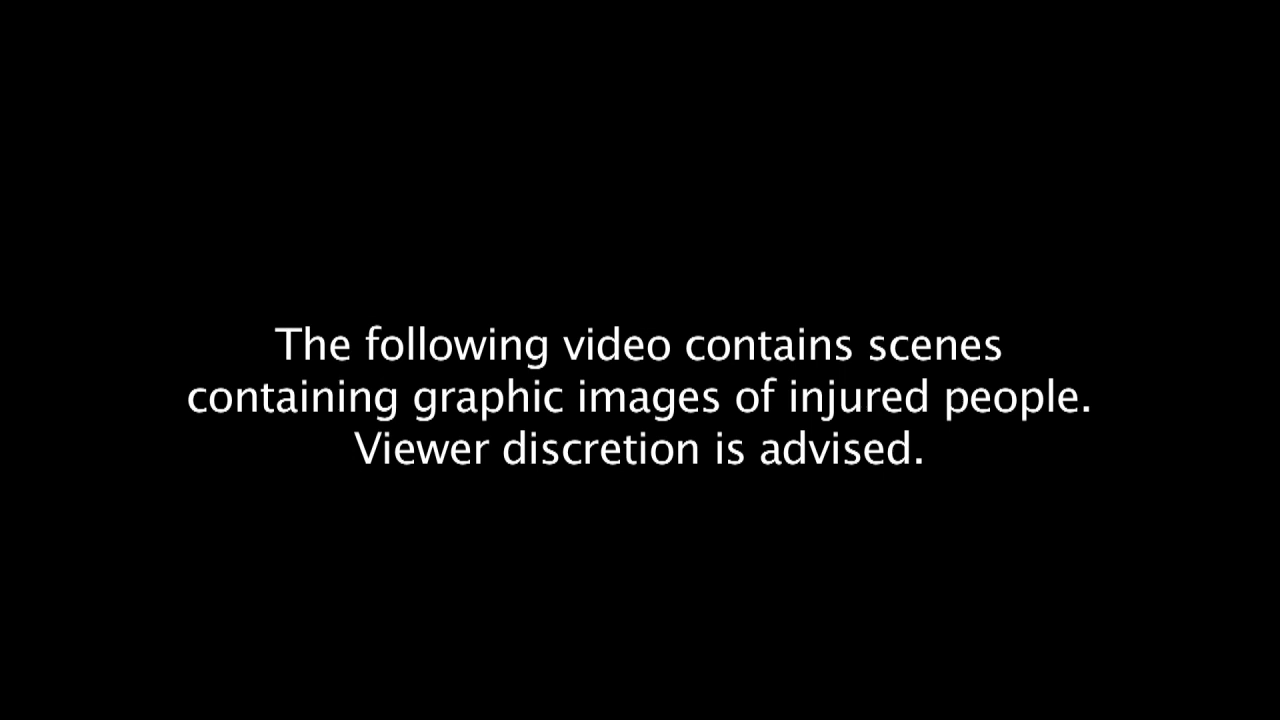 The following video contains scenes
containing graphic images of injured people.
Viewer discretion is advised.